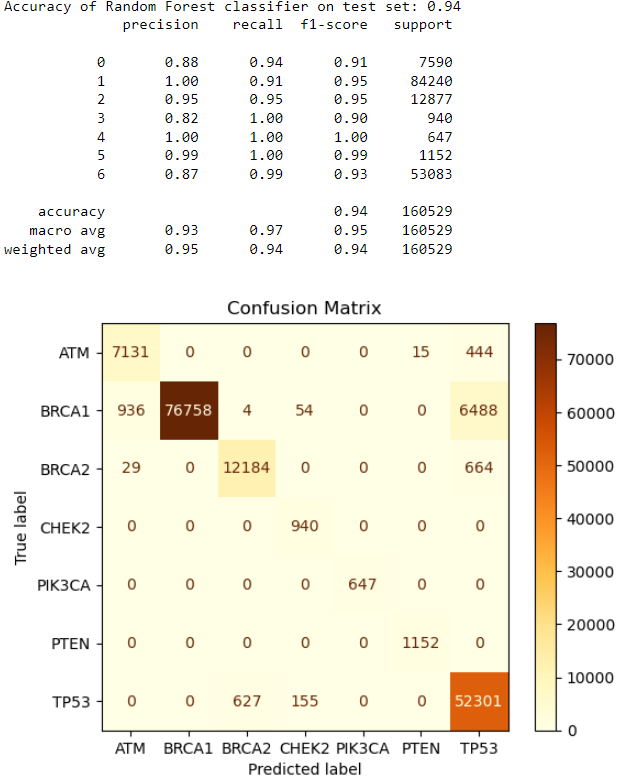 Accuracy of Random Forest classifier on test set: 0.94
precision recall f1-score support
0 0.88 0.94 0.91 7590
1 1.00 0.91 0.95 84240
2 0.95 0.95 0.95 12877
3 0.82 1.00 0.90 940
4 1.00 1.00 1.00 647
5 0.99 1.00 0.99 1152
6 0.87 0.99 0.93 53083
accuracy 0.94 160529
macro avg 0.93 0.97 0.95 160529
weighted avg 0.95 0.94 0.94 160529
Confusion Matrix
ATM 7131 0 0 0 0 15 444
BRCA1 936 76758 4 54 0 0 6488
BRCA2 29 0 12184 0 0 0 664
CHEK2 0 0 0 940 0 0 0
PIK3CA 0 0 0 0 647 0 0
PTEN 0 0 0 0 0 1152 0
TP53 0 0 627 155 0 0 52301
ATM BRCA1 BRCA2 CHEK2 PIK3CA PTEN TP53
Predicted label
True label
70000
60000
50000
40000
30000
20000
10000
0